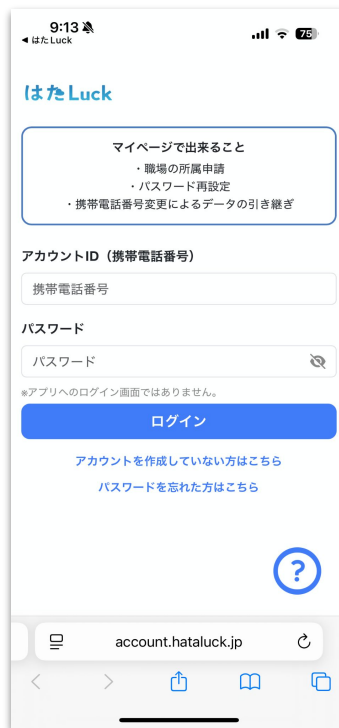 9:13
75
◀ はたLuck
はたLuck
マイページで出来ること
・職場の所属申請
・パスワード再設定
・携帯電話番号変更によるデータの引き継ぎ
アカウントID（携帯電話番号）
携帯電話番号
パスワード
パスワード
※アプリへのログイン画面ではありません。
ログイン
アカウントを作成していない方はこちら
パスワードを忘れた方はこちら
?
account.hataluck.jp